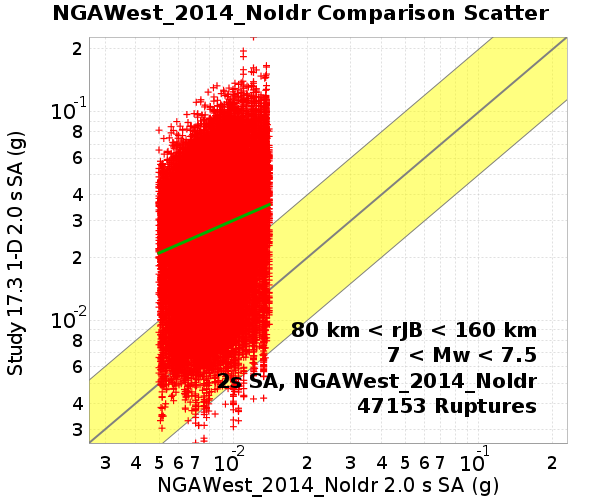 NGAWest_2014_NoIdr Comparison Scatter
Study 17.3 1-D 2.0 s SA (g)
2
10-1
8
6
4
3
2
10-2
8
6
4
3
80 km < rJB < 160 km
7 < Mw < 7.5
2s SA, NGAWest_2014_NoIdr
47153 Ruptures
3 4 5 6 7 10-2 2 3 4 5 6 7 10-1 2
NGAWest_2014_NoIdr 2.0 s SA (g)